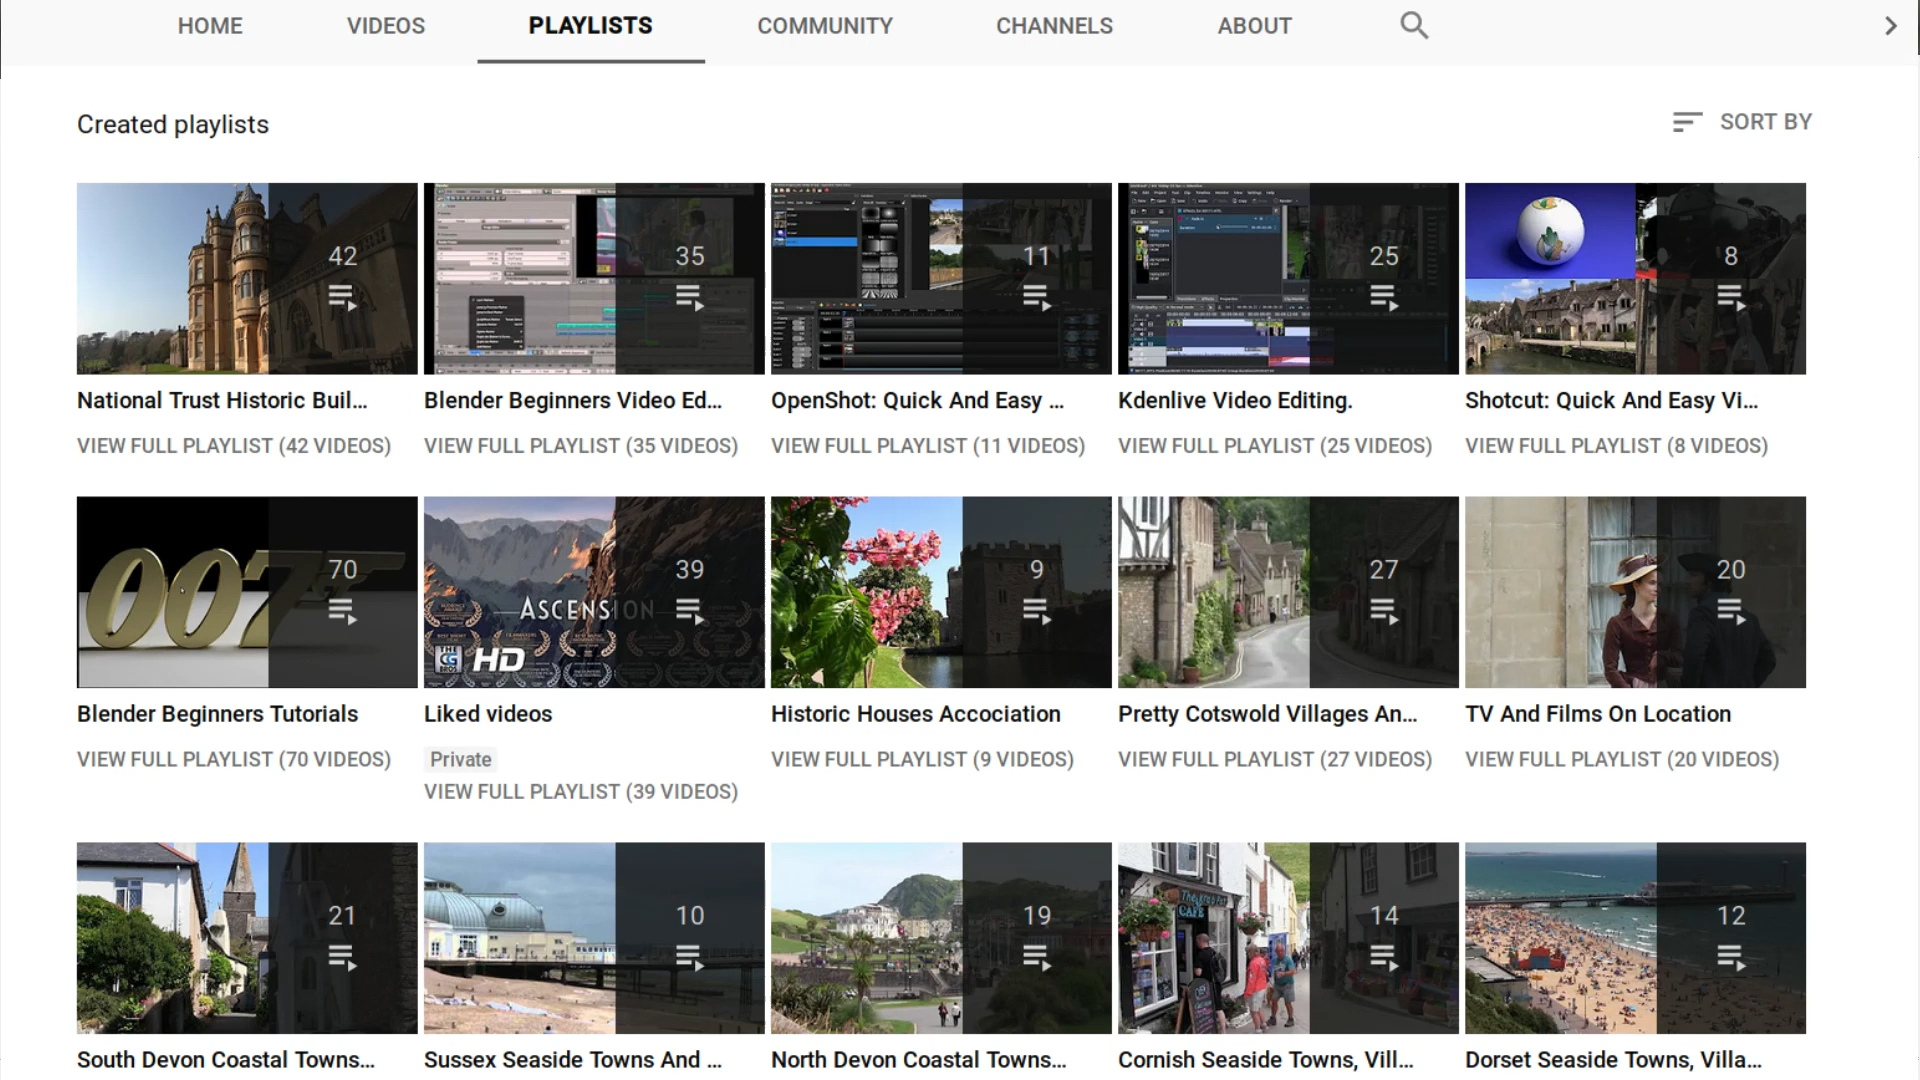 HOME VIDEOS PLAYLISTS COMMUNITY CHANNELS ABOUT
Created playlists
SORT BY
42 35 11 25 8
National Trust Historic Buil... Blender Beginners Video Ed... OpenShot: Quick And Easy ... Kdenlive Video Editing. Shotcut: Quick And Easy Vi...
VIEW FULL PLAYLIST (42 VIDEOS) VIEW FULL PLAYLIST (35 VIDEOS) VIEW FULL PLAYLIST (11 VIDEOS) VIEW FULL PLAYLIST (25 VIDEOS) VIEW FULL PLAYLIST (8 VIDEOS)
007 70 39 9 27 20
ASCENSION
THE CG BROS HD
Blender Beginners Tutorials Liked videos Historic Houses Accociation Pretty Cotswold Villages An... TV And Films On Location
VIEW FULL PLAYLIST (70 VIDEOS) Private VIEW FULL PLAYLIST (9 VIDEOS) VIEW FULL PLAYLIST (27 VIDEOS) VIEW FULL PLAYLIST (20 VIDEOS)
VIEW FULL PLAYLIST (39 VIDEOS)
21 10 19 14 12
CAFE
South Devon Coastal Towns... Sussex Seaside Towns And ... North Devon Coastal Towns... Cornish Seaside Towns, Vill... Dorset Seaside Towns, Villa...